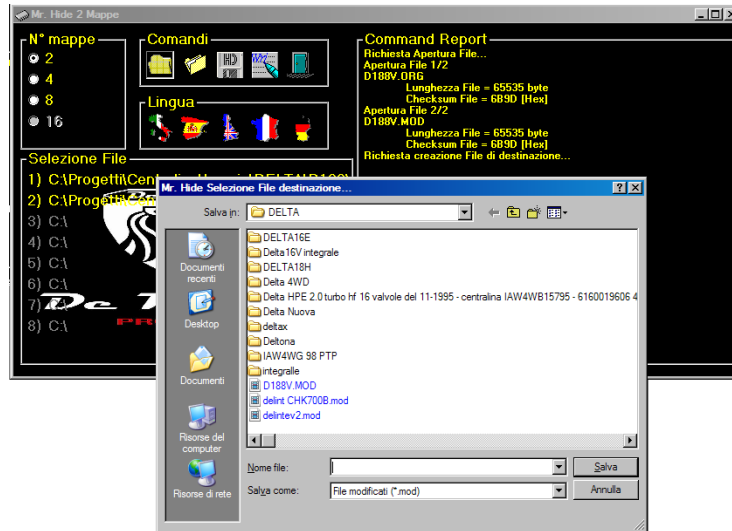 Mr. Hide 2 Mappe
N° mappe
2
4
8
16
Comandi
HD
Lingua
Command Report
Richiesta Apertura File...
Apertura File 1/2
D188V.ORG
Lunghezza File = 65535 byte
Checksum File = 6B9D [Hex]
Apertura File 2/2
D188V.MOD
Lunghezza File = 65535 byte
Checksum File = 6B9D [Hex]
Richiesta creazione File di destinazione...
Selezione File
1) C:\Progetti\
2) C:\Progetti\
3) C:\
4) C:\
5) C:\
6) C:\
7)
8) C:\
De
PR
Mr. Hide Selezione File destinazione...
Salva in: DELTA
Documenti recenti
Desktop
Documenti
Risorse del computer
Risorse di rete
DELTA16E
Delta16V integrale
DELTA18H
Delta 4WD
Delta HPE 2.0 turbo hf 16 valvole del 11-1995 - centralina IAW4WB15795 - 6160019606 4
Delta Nuova
deltax
Deltona
IAW4WG 98 PTP
integralle
D188V.MOD
delint CHK700B.mod
delintev2.mod
Nome file:
Salva
Salva come: File modificati (*.mod)
Annulla